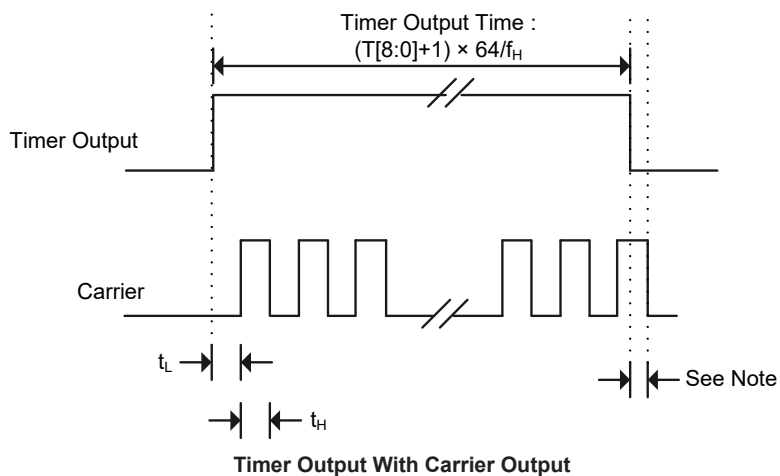 Timer Output Time :
(T[8:0]+1) × 64/fH
Timer Output
Carrier
tL
See Note
tH
Timer Output With Carrier Output